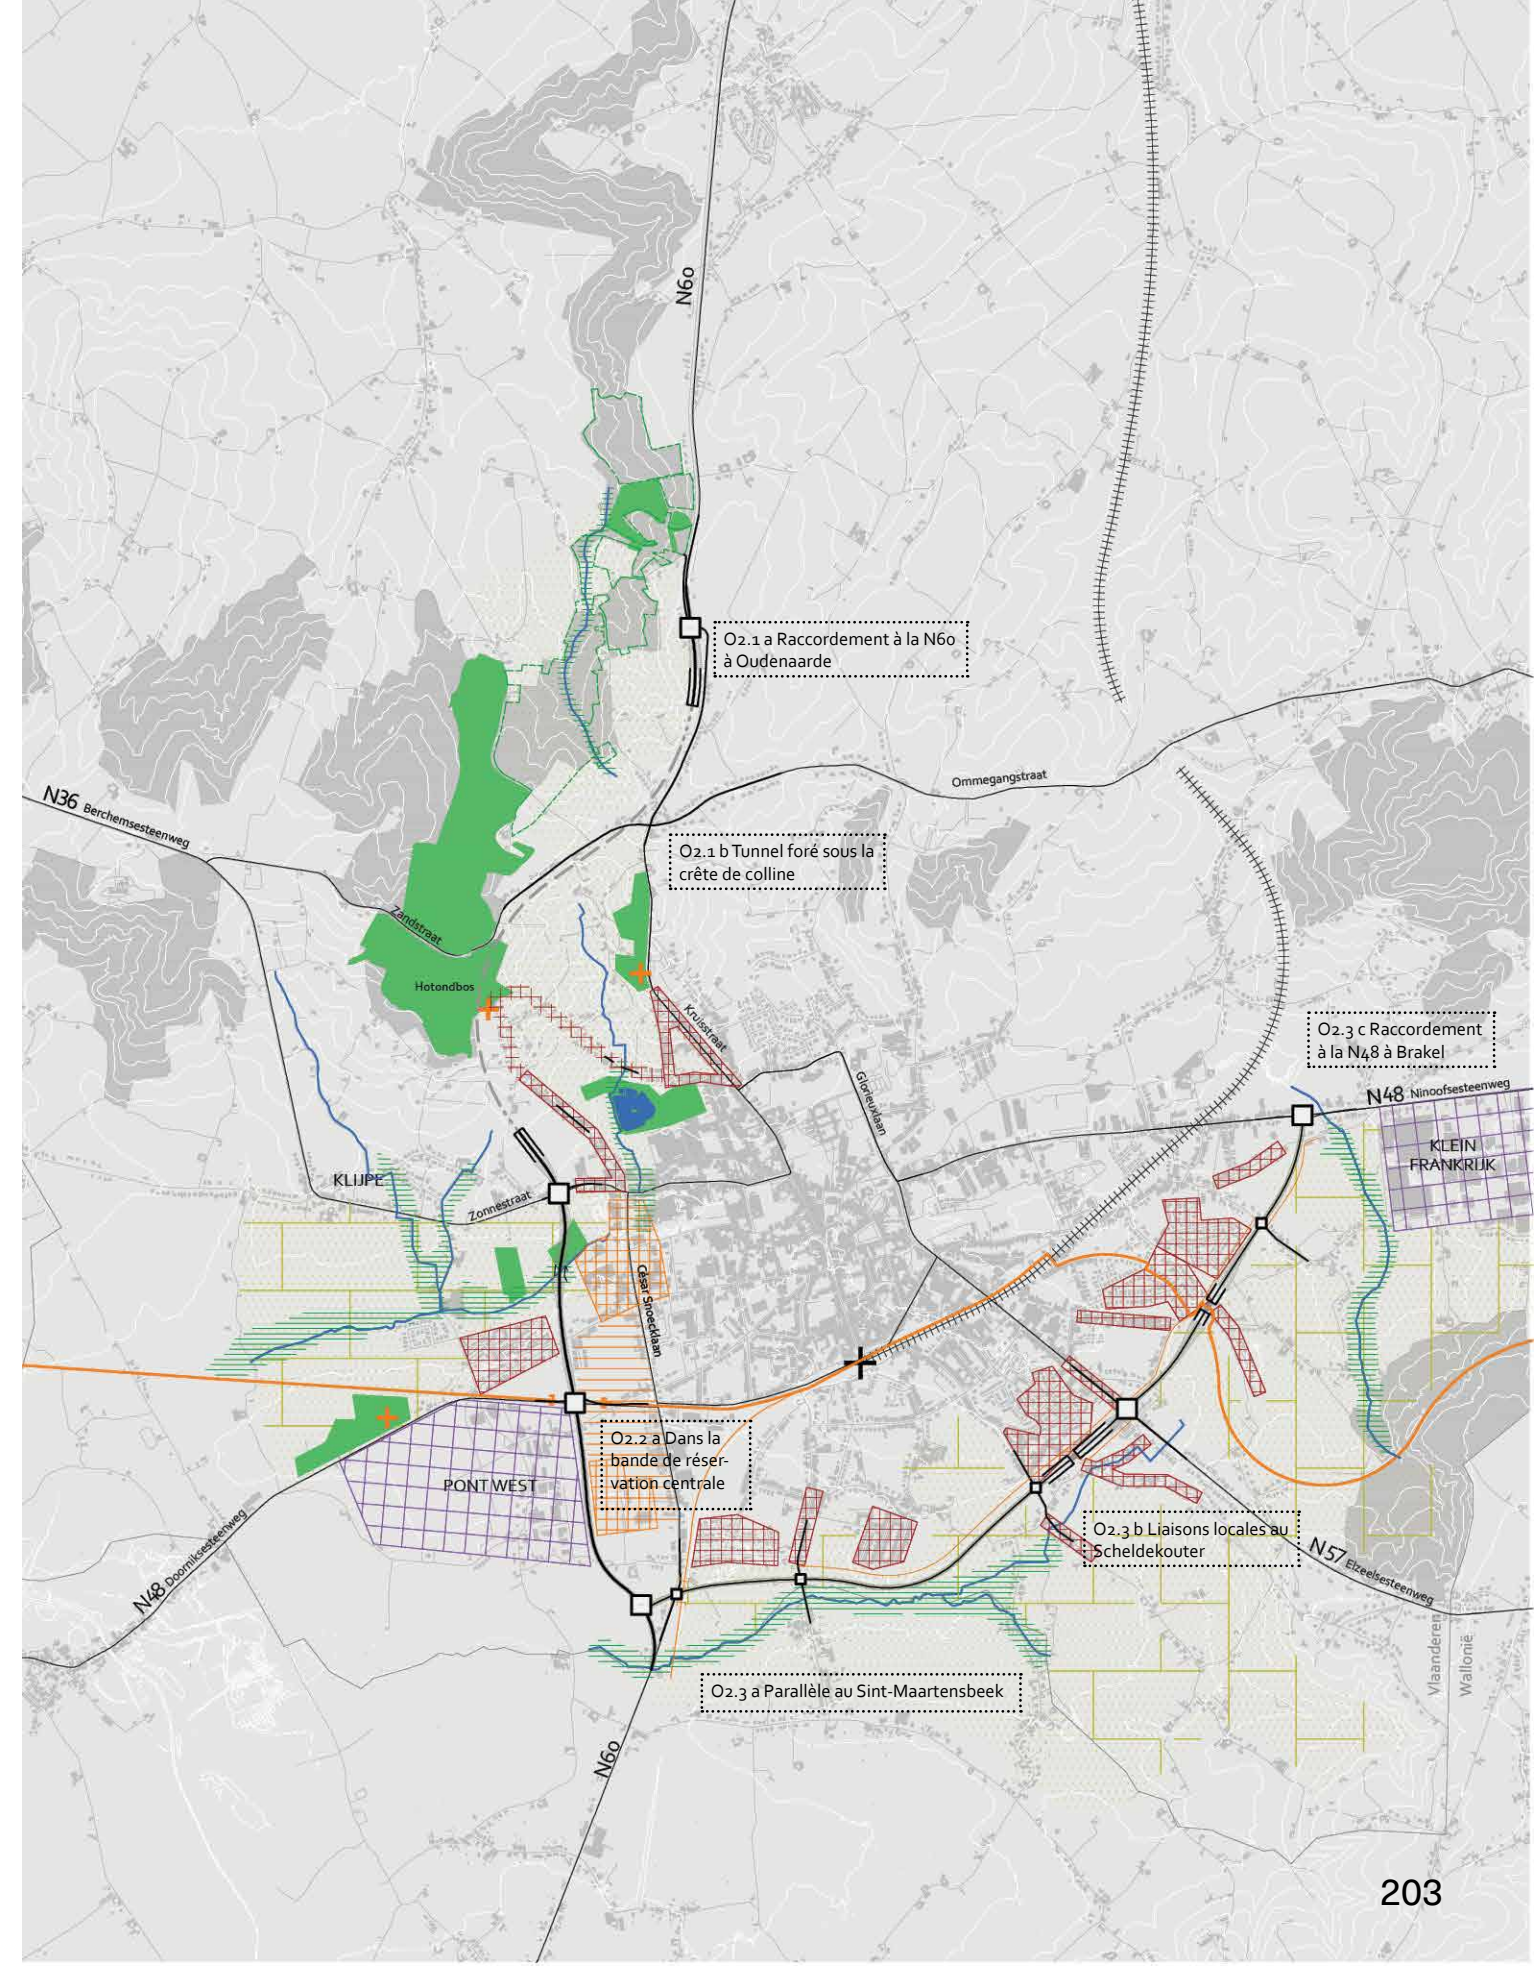 N60
O2.1 a Raccordement à la N60
à Oudenaarde
Ommegangstraat
N36 Berchemsesteenweg
O2.1 b Tunnel foré sous la
crête de colline
Zandstraat
Hotondbos
Kruisstraat
Glorieuxlaan
O2.3 c Raccordement
à la N48 à Brakel
N48 Ninoofsesteenweg
KLEIN
FRANKRIJK
KLIJPE
Zonnestraat
César Snoecklaan
O2.2 a Dans la
bande de réser-
vation centrale
PONT WEST
N48 Doorniksesteenweg
O2.3 b Liaisons locales au
Scheldekouter
N57 Elzeelsesteenweg
Vlaanderen
Wallonië
O2.3 a Parallèle au Sint-Maartensbeek
N60
203